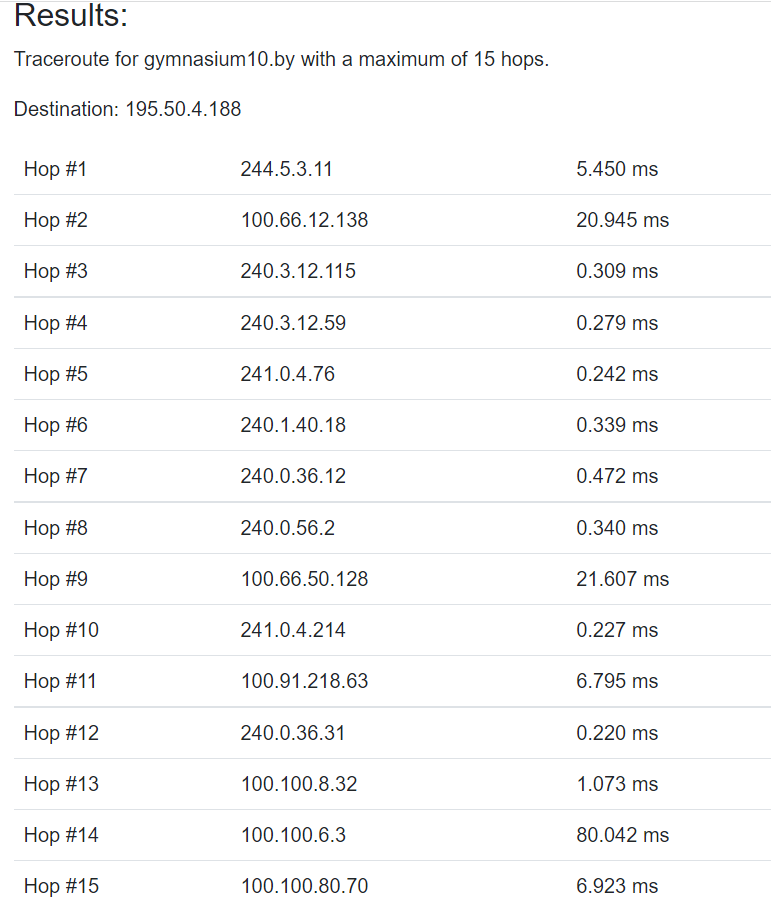 Results:
Traceroute for gymnasium10.by with a maximum of 15 hops.
Destination: 195.50.4.188
Hop #1 244.5.3.11 5.450 ms
Hop #2 100.66.12.138 20.945 ms
Hop #3 240.3.12.115 0.309 ms
Hop #4 240.3.12.59 0.279 ms
Hop #5 241.0.4.76 0.242 ms
Hop #6 240.1.40.18 0.339 ms
Hop #7 240.0.36.12 0.472 ms
Hop #8 240.0.56.2 0.340 ms
Hop #9 100.66.50.128 21.607 ms
Hop #10 241.0.4.214 0.227 ms
Hop #11 100.91.218.63 6.795 ms
Hop #12 240.0.36.31 0.220 ms
Hop #13 100.100.8.32 1.073 ms
Hop #14 100.100.6.3 80.042 ms
Hop #15 100.100.80.70 6.923 ms